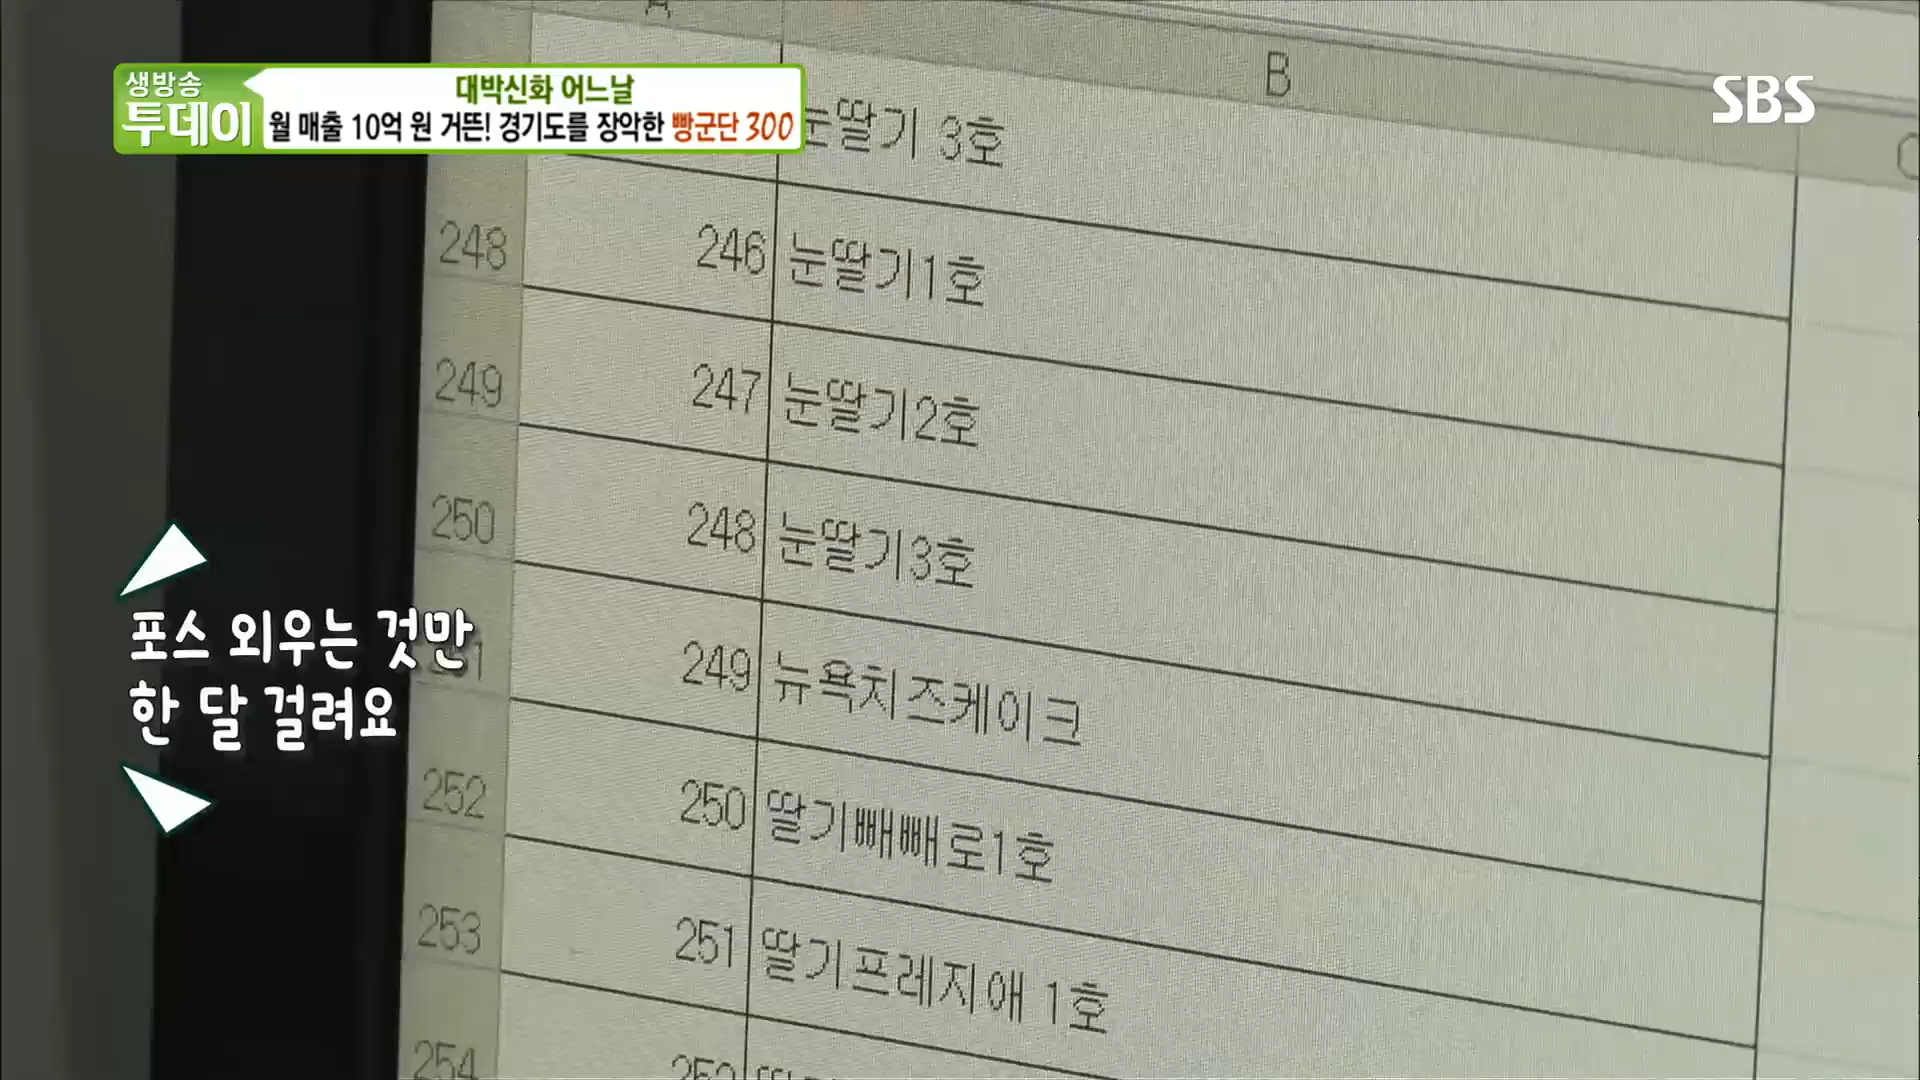 생방송
투데이
대박신화 어느날
월 매출 10억 원 거뜬! 경기도를 장악한 빵군단 300
SBS
A B
눈딸기 3호
248 246 눈딸기1호
249 247 눈딸기2호
250 248 눈딸기3호
249 뉴욕치즈케이크
252 250 딸기빼빼로1호
253 251 딸기프레지애 1호
254
포스 외우는 것만
한 달 걸려요